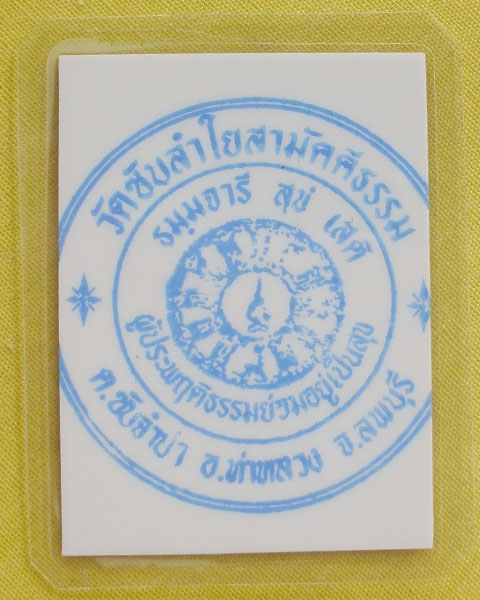 วัดซับลำใยสามัคคีธรรม
ธมฺมจารี สุขํ เสติ
ผู้ประพฤติธรรมย่อมอยู่เป็นสุข
ต.ซับจำปา อ.ท่าหลวง จ.ลพบุรี